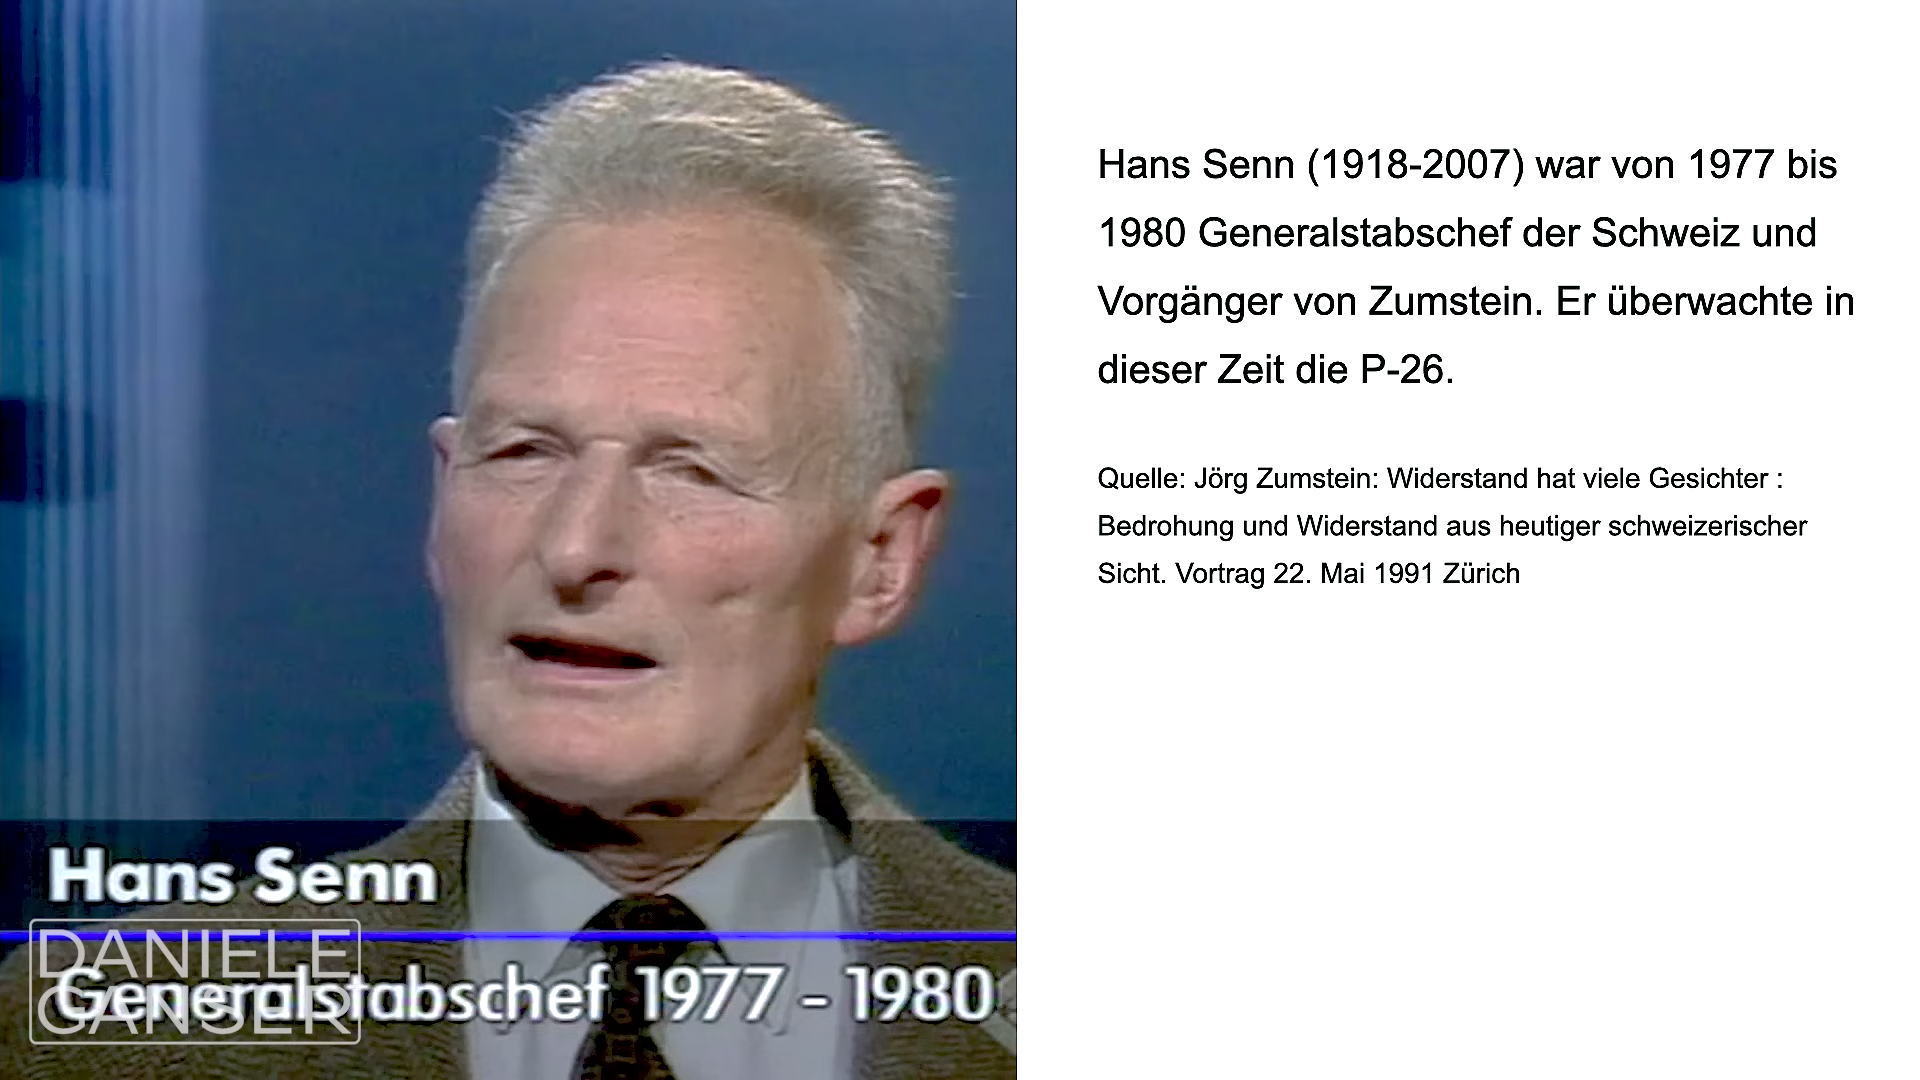 Hans Senn (1918-2007) war von 1977 bis
1980 Generalstabschef der Schweiz und
Vorgänger von Zumstein. Er überwachte in
dieser Zeit die P-26.
Quelle: Jörg Zumstein: Widerstand hat viele Gesichter :
Bedrohung und Widerstand aus heutiger schweizerischer
Sicht. Vortrag 22. Mai 1991 Zürich
Hans Senn
DANIELE
GANSER
Generalstabschef 1977 - 1980